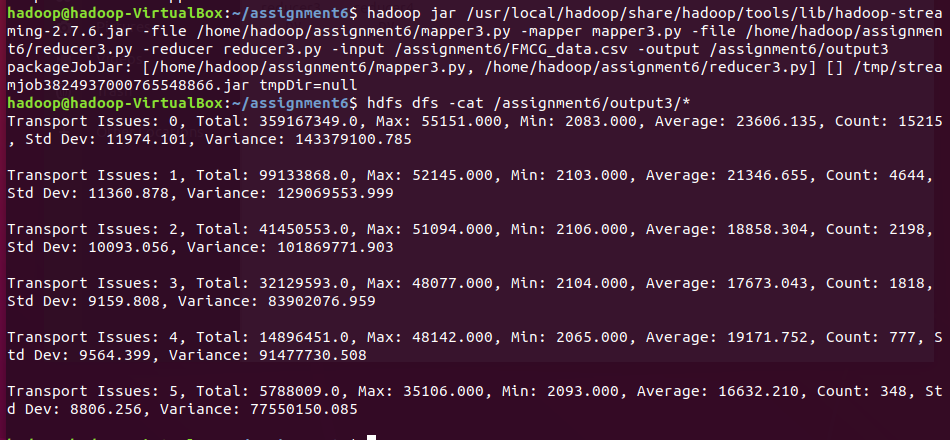 hadoop@hadoop-VirtualBox:~/assignment6$ hadoop jar /usr/local/hadoop/share/hadoop/tools/lib/hadoop-strea
ming-2.7.6.jar -file /home/hadoop/assignment6/mapper3.py -mapper mapper3.py -file /home/hadoop/assignmen
t6/reducer3.py -reducer reducer3.py -input /assignment6/FMCG_data.csv -output /assignment6/output3
packageJobJar: [/home/hadoop/assignment6/mapper3.py, /home/hadoop/assignment6/reducer3.py] [] /tmp/strea
mjob3824937000765548866.jar tmpDir=null
hadoop@hadoop-VirtualBox:~/assignment6$ hdfs dfs -cat /assignment6/output3/*
Transport Issues: 0, Total: 359167349.0, Max: 55151.000, Min: 2083.000, Average: 23606.135, Count: 15215
, Std Dev: 11974.101, Variance: 143379100.785
Transport Issues: 1, Total: 99133868.0, Max: 52145.000, Min: 2103.000, Average: 21346.655, Count: 4644,
Std Dev: 11360.878, Variance: 129069553.999
Transport Issues: 2, Total: 41450553.0, Max: 51094.000, Min: 2106.000, Average: 18858.304, Count: 2198,
Std Dev: 10093.056, Variance: 101869771.903
Transport Issues: 3, Total: 32129593.0, Max: 48077.000, Min: 2104.000, Average: 17673.043, Count: 1818,
Std Dev: 9159.808, Variance: 83902076.959
Transport Issues: 4, Total: 14896451.0, Max: 48142.000, Min: 2065.000, Average: 19171.752, Count: 777, S
td Dev: 9564.399, Variance: 91477730.508
Transport Issues: 5, Total: 5788009.0, Max: 35106.000, Min: 2093.000, Average: 16632.210, Count: 348, St
d Dev: 8806.256, Variance: 77550150.085